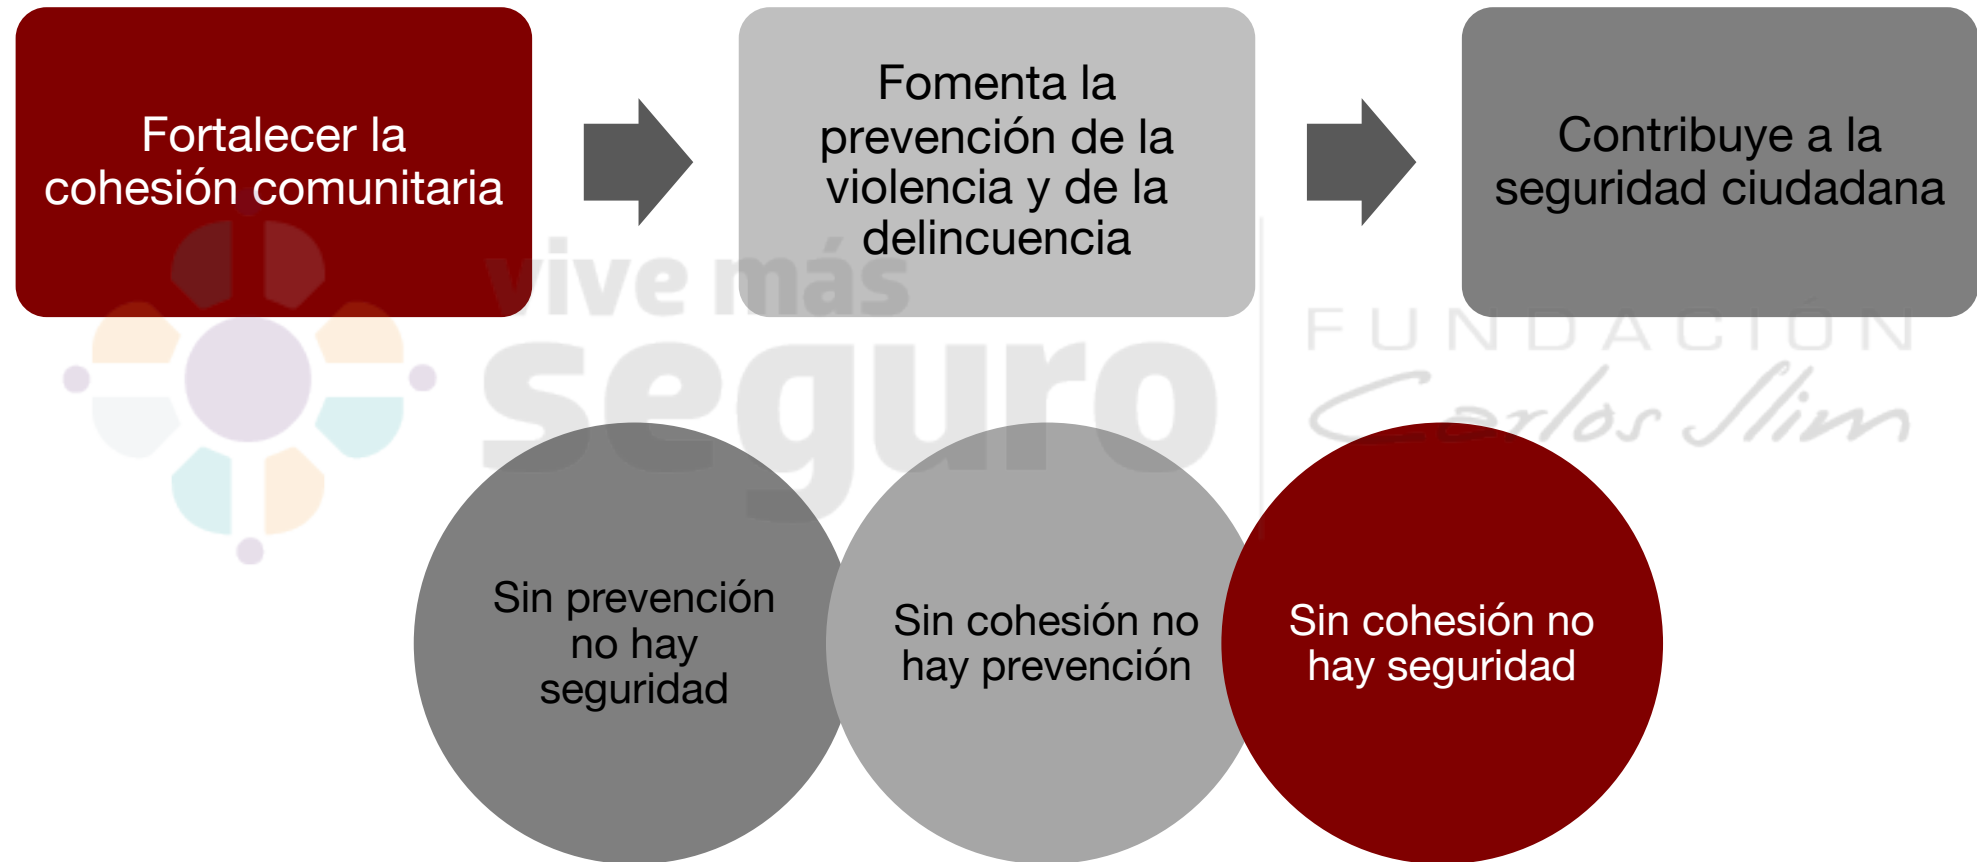 Fortalecer la
cohesión comunitaria
Fomenta la
prevención de la
violencia y de la
delincuencia
Contribuye a la
seguridad ciudadana
vive más
seguro
FUNDACIÓN
Carlos Slim
Sin prevención
no hay
seguridad
Sin cohesión no
hay prevención
Sin cohesión no
hay seguridad